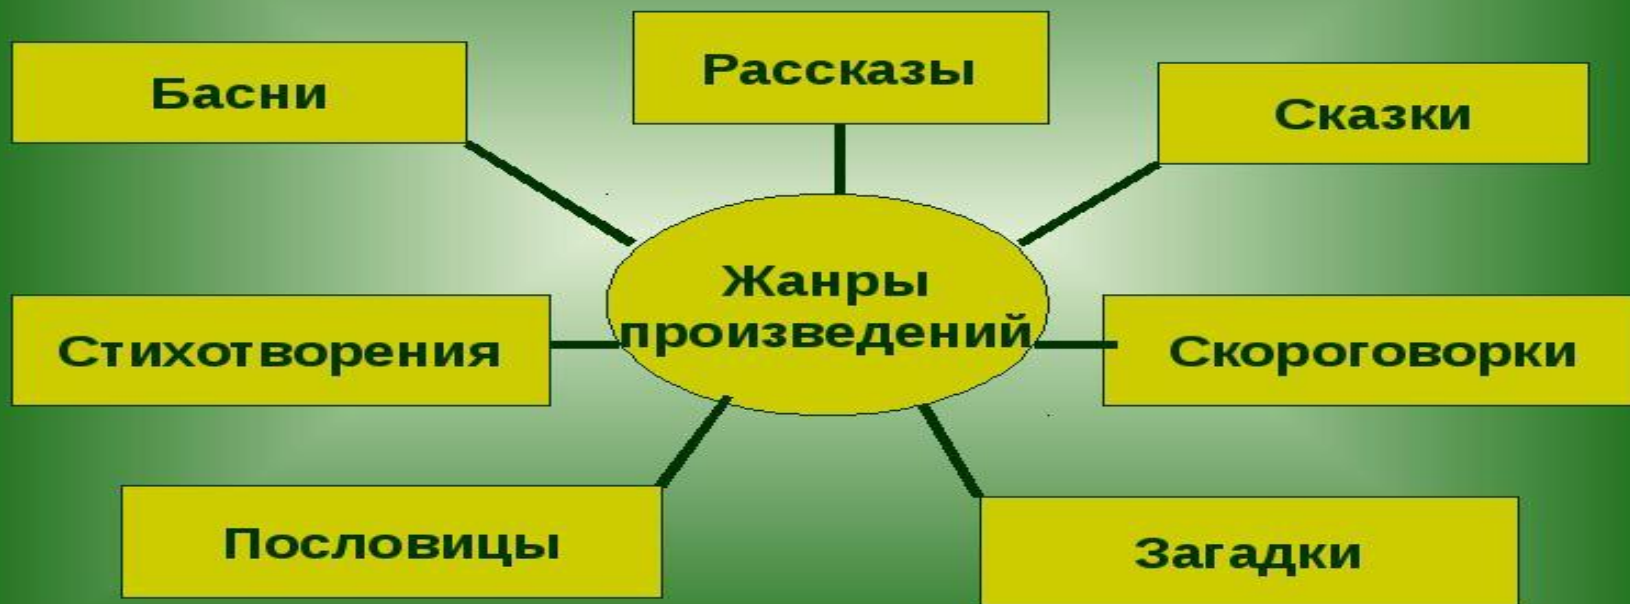 Рассказы
Басни
Сказки
Жанры
произведений
Стихотворения
Скороговорки
Пословицы
Загадки